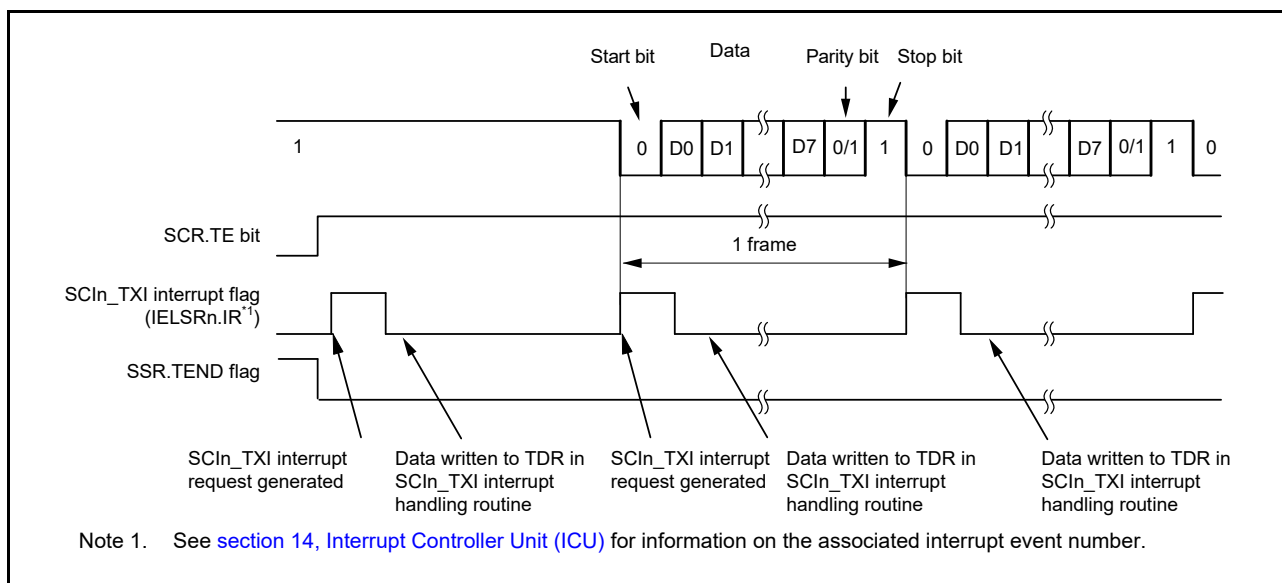 Start bit
Data
Parity bit
Stop bit
1
0 D0 D1 D7 0/1 1 0 D0 D1 D7 0/1 1 0
SCR.TE bit
1 frame
SCIn_TXI interrupt flag
(IELSRn.IR*1)
SSR.TEND flag
SCIn_TXI interrupt
request generated
Data written to TDR in
SCIn_TXI interrupt
handling routine
SCIn_TXI interrupt
request generated
Data written to TDR in
SCIn_TXI interrupt
handling routine
Data written to TDR in
SCIn_TXI interrupt
handling routine
Note 1. See section 14, Interrupt Controller Unit (ICU) for information on the associated interrupt event number.